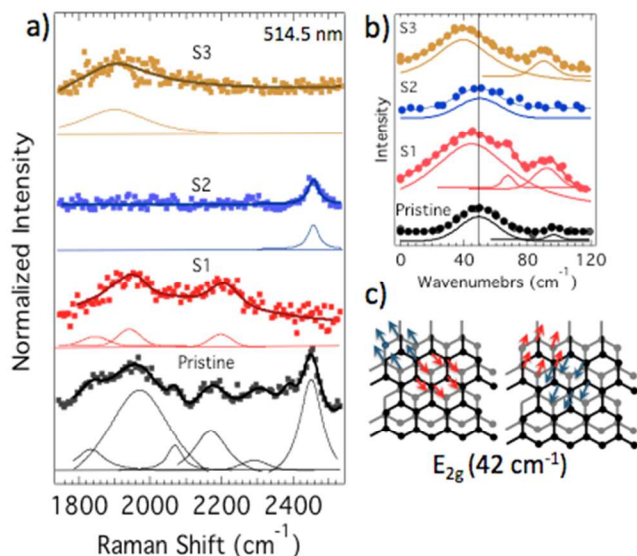 a)
514.5 nm
S3
S2
S1
Pristine
Normalized Intensity
1800 2000 2200 2400
Raman Shift (cm-1)
b)
S3
S2
S1
Pristine
Intensity
0 40 80 120
Wavenumebrs (cm-1)
c)
E2g (42 cm-1)